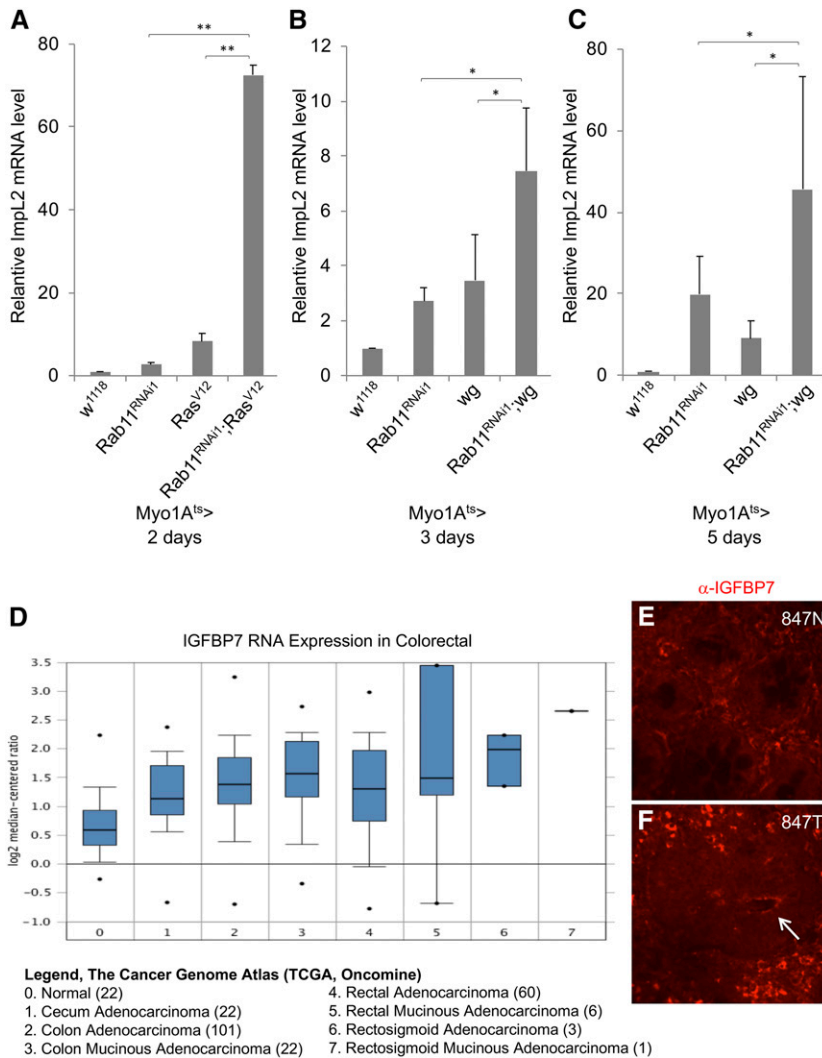 A
Relantive ImpL2 mRNA level
80
60
40
20
0
**
**
w1118
Rab11RNAi1
RasV12
Rab11RNAi1;RasV12
Myo1Ats>
2 days
B
Relantive ImpL2 mRNA level
12
10
8
6
4
2
0
*
*
w1118
Rab11RNAi1
wg
Rab11RNAi1;wg
Myo1Ats>
3 days
C
Relantive ImpL2 mRNA level
80
60
40
20
0
*
*
w1118
Rab11RNAi1
wg
Rab11RNAi1;wg
Myo1Ats>
5 days
D
IGFBP7 RNA Expression in Colorectal
log2 median-centered ratio
3.5
3.0
2.5
2.0
1.5
1.0
0.5
0.0
-0.5
-1.0
0 1 2 3 4 5 6 7
Legend, The Cancer Genome Atlas (TCGA, Oncomine)
0. Normal (22)
1. Cecum Adenocarcinoma (22)
2. Colon Adenocarcinoma (101)
3. Colon Mucinous Adenocarcinoma (22)
4. Rectal Adenocarcinoma (60)
5. Rectal Mucinous Adenocarcinoma (6)
6. Rectosigmoid Adenocarcinoma (3)
7. Rectosigmoid Mucinous Adenocarcinoma (1)
α-IGFBP7
E
847N
F
847T